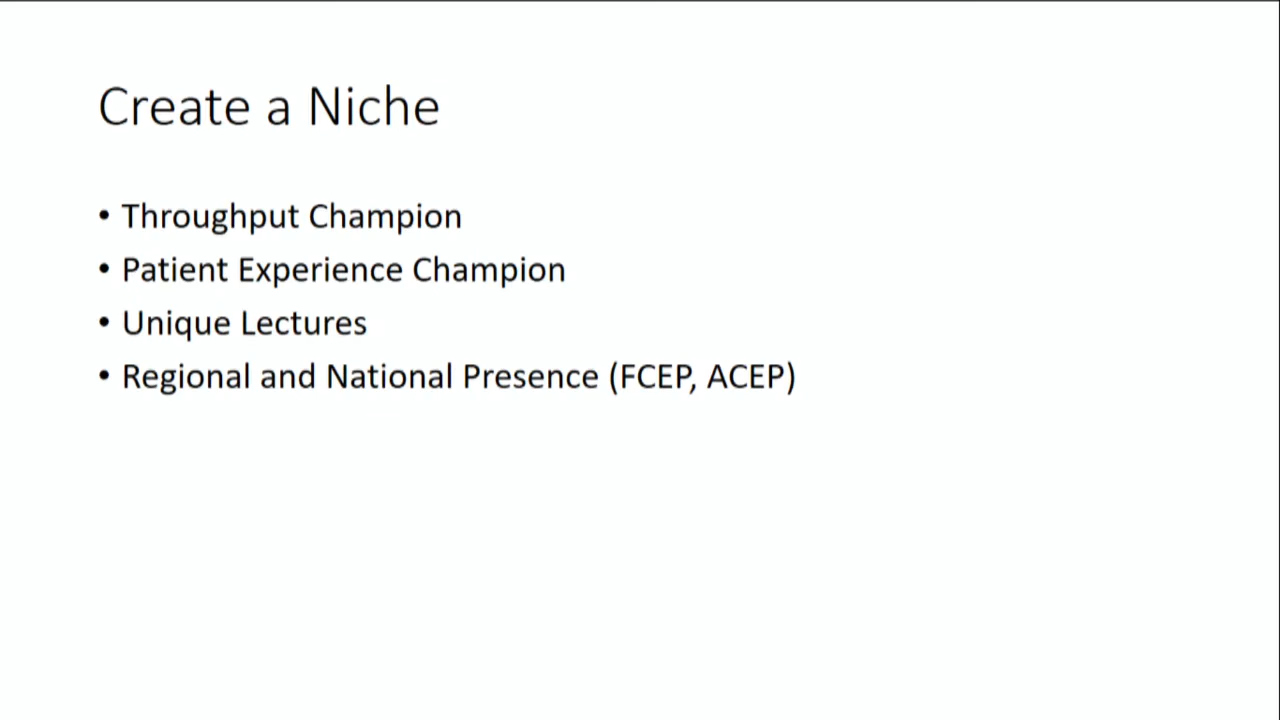 Create a Niche
• Throughput Champion
• Patient Experience Champion
• Unique Lectures
• Regional and National Presence (FCEP, ACEP)